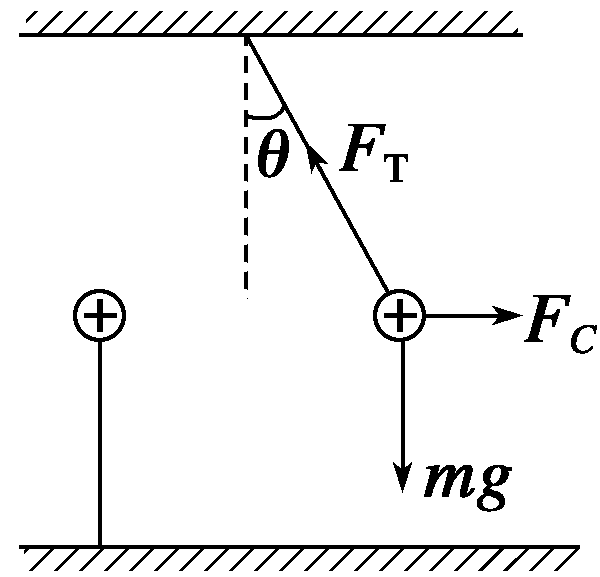 θ
F_T
+
+
F_C
mg